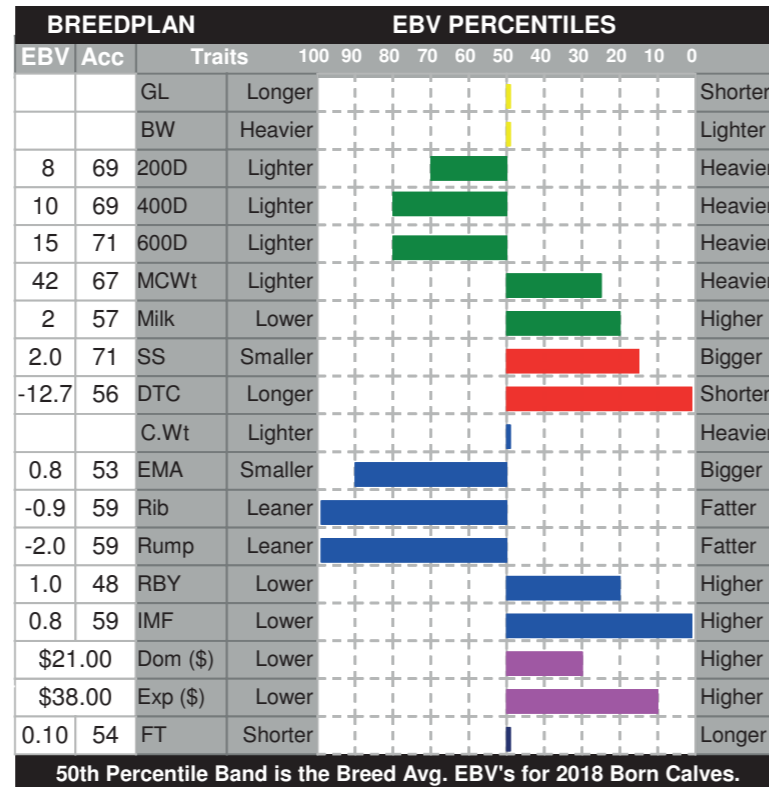 BREEDPLAN EBV PERCENTILES
EBV Acc Traits 100 90 80 70 60 50 40 30 20 10 0
GL Longer Shorter
BW Heavier Lighter
8 69 200D Lighter Heavier
10 69 400D Lighter Heavier
15 71 600D Lighter Heavier
42 67 MCWt Lighter Heavier
2 57 Milk Lower Higher
2.0 71 SS Smaller Bigger
-12.7 56 DTC Longer Shorter
C.Wt Lighter Heavier
0.8 53 EMA Smaller Bigger
-0.9 59 Rib Leaner Fatter
-2.0 59 Rump Leaner Fatter
1.0 48 RBY Lower Higher
0.8 59 IMF Lower Higher
$21.00 Dom ($) Lower Higher
$38.00 Exp ($) Lower Higher
0.10 54 FT Shorter Longer
50th Percentile Band is the Breed Avg. EBV's for 2018 Born Calves.